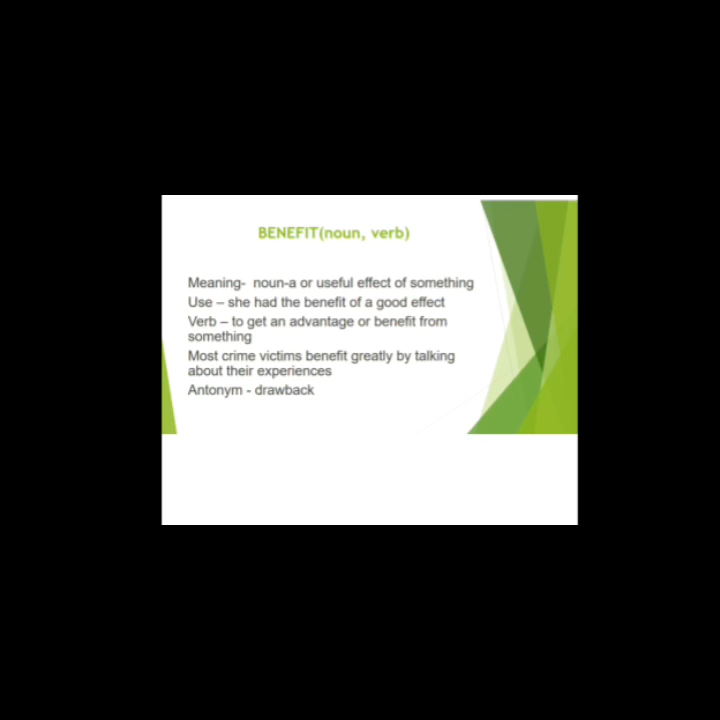 BENEFIT(noun, verb)
Meaning-  noun-a or useful effect of something
Use – she had the benefit of a good effect
Verb – to get an advantage or benefit from
something
Most crime victims benefit greatly by talking
about their experiences
Antonym - drawback